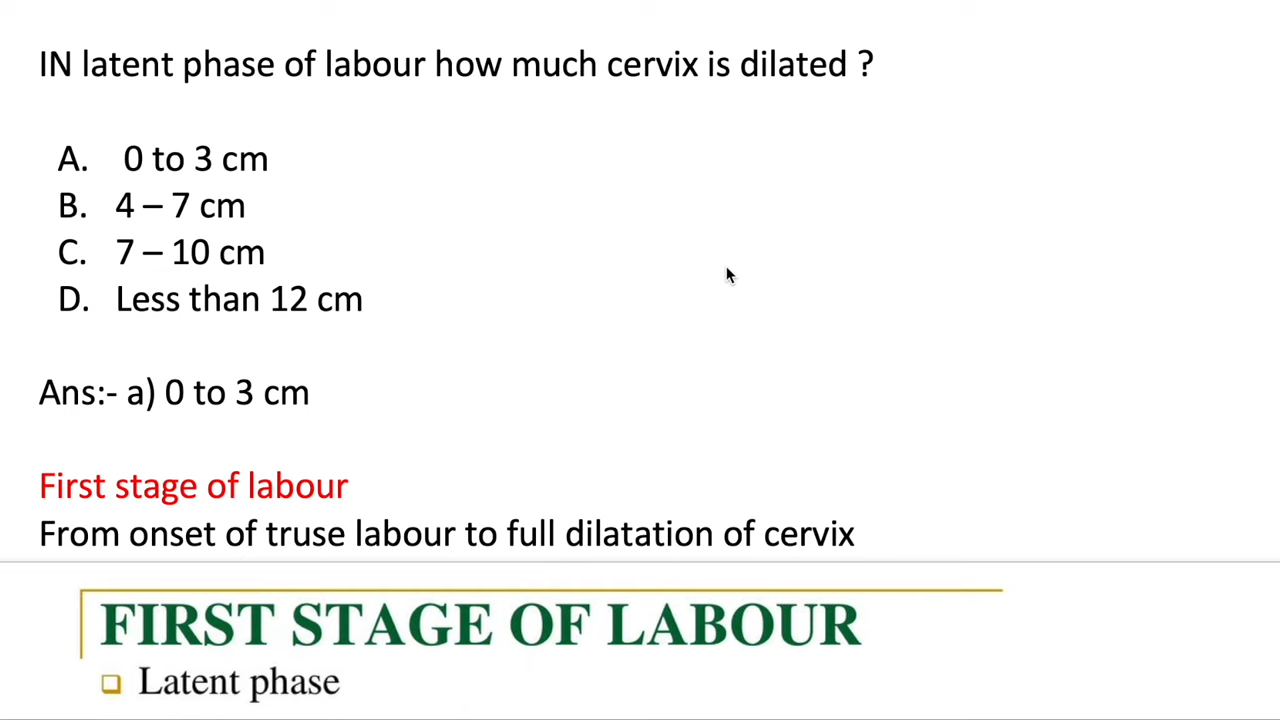 IN latent phase of labour how much cervix is dilated ?
A. 0 to 3 cm
B. 4 – 7 cm
C. 7 – 10 cm
D. Less than 12 cm
Ans:- a) 0 to 3 cm
First stage of labour
From onset of truse labour to full dilatation of cervix
FIRST STAGE OF LABOUR
Latent phase